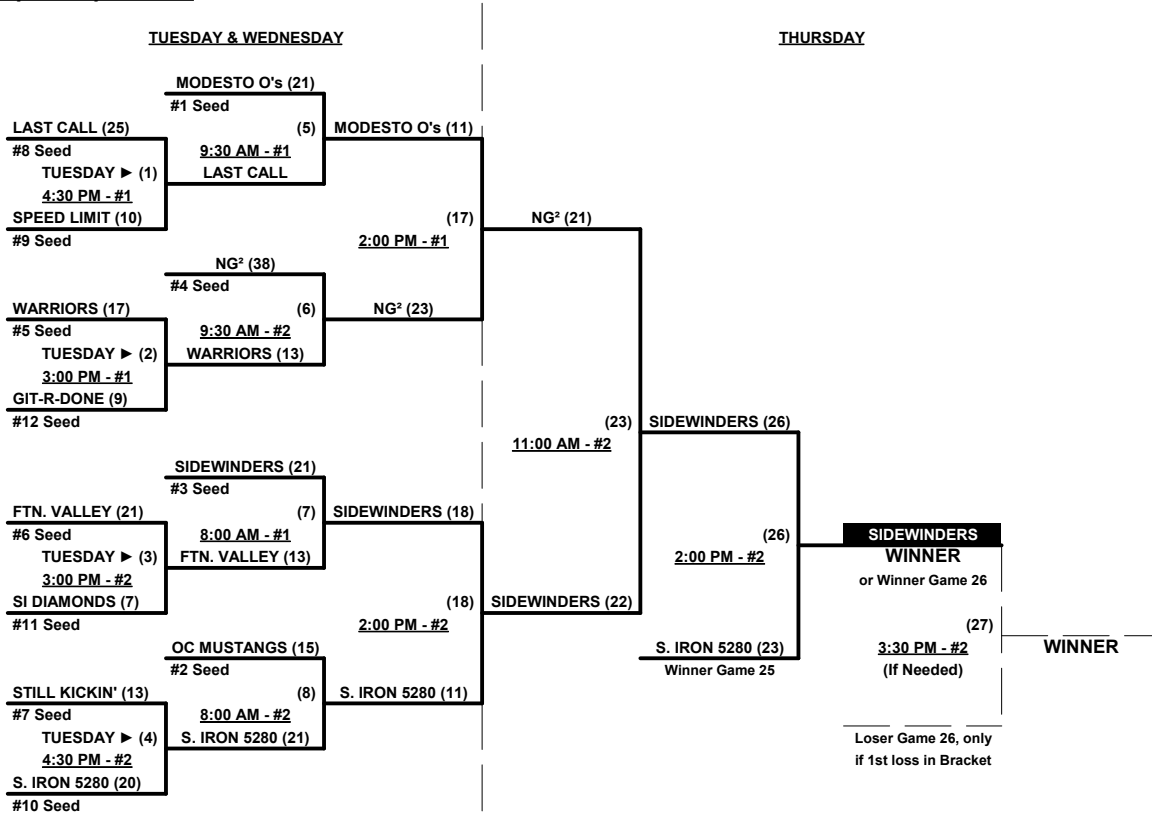 TUESDAY & WEDNESDAY
THURSDAY
MODESTO O's (21)
#1 Seed
LAST CALL (25)
(5)
MODESTO O's (11)
#8 Seed
9:30 AM - #1
TUESDAY ► (1)
LAST CALL
4:30 PM - #1
SPEED LIMIT (10)
(17)
NG² (21)
#9 Seed
2:00 PM - #1
NG² (38)
#4 Seed
WARRIORS (17)
(6)
NG² (23)
#5 Seed
9:30 AM - #2
TUESDAY ► (2)
WARRIORS (13)
3:00 PM - #1
GIT-R-DONE (9)
#12 Seed
(23)
SIDEWINDERS (26)
11:00 AM - #2
SIDEWINDERS (21)
#3 Seed
FTN. VALLEY (21)
(7)
SIDEWINDERS (18)
#6 Seed
8:00 AM - #1
TUESDAY ► (3)
FTN. VALLEY (13)
3:00 PM - #2
(26)
2:00 PM - #2
SIDEWINDERS
WINNER
or Winner Game 26
SI DIAMONDS (7)
(18)
SIDEWINDERS (22)
#11 Seed
2:00 PM - #2
(27)
3:30 PM - #2
(If Needed)
WINNER
OC MUSTANGS (15)
#2 Seed
S. IRON 5280 (23)
Winner Game 25
STILL KICKIN' (13)
(8)
S. IRON 5280 (11)
#7 Seed
8:00 AM - #2
TUESDAY ► (4)
S. IRON 5280 (21)
4:30 PM - #2
Loser Game 26, only
if 1st loss in Bracket
S. IRON 5280 (20)
#10 Seed